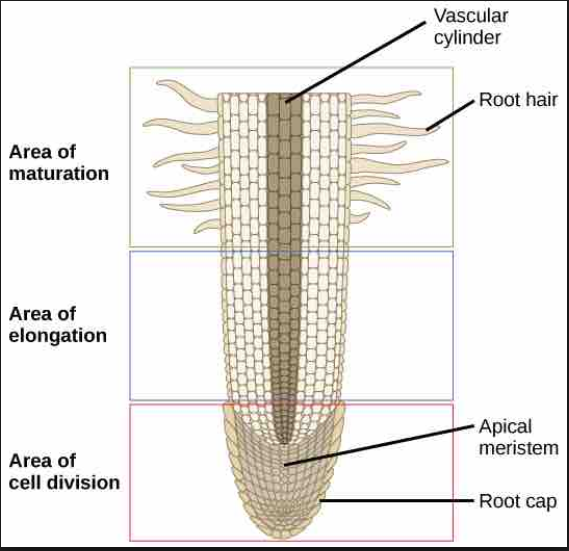 Vascular
cylinder
Root hair
Area of
maturation
Area of
elongation
Apical
meristem
Area of
cell division
Root cap